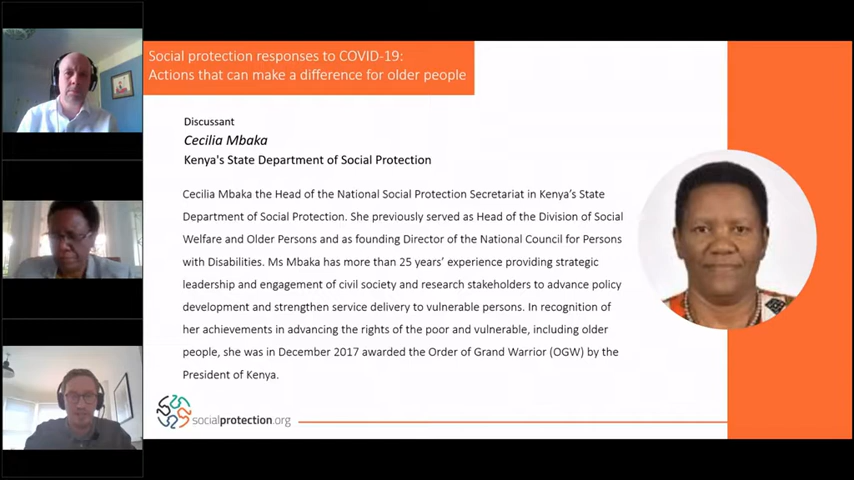 Social protection responses to COVID-19:
Actions that can make a difference for older people
Discussant
Cecilia Mbaka
Kenya's State Department of Social Protection
Cecilia Mbaka the Head of the National Social Protection Secretariat in Kenya's State
Department of Social Protection. She previously served as Head of the Division of Social
Welfare and Older Persons and as founding Director of the National Council for Persons
with Disabilities. Ms Mbaka has more than 25 years' experience providing strategic
leadership and engagement of civil society and research stakeholders to advance policy
development and strengthen service delivery to vulnerable persons. In recognition of
her achievements in advancing the rights of the poor and vulnerable, including older
people, she was in December 2017 awarded the Order of Grand Warrior (OGW) by the
President of Kenya.
socialprotection.org